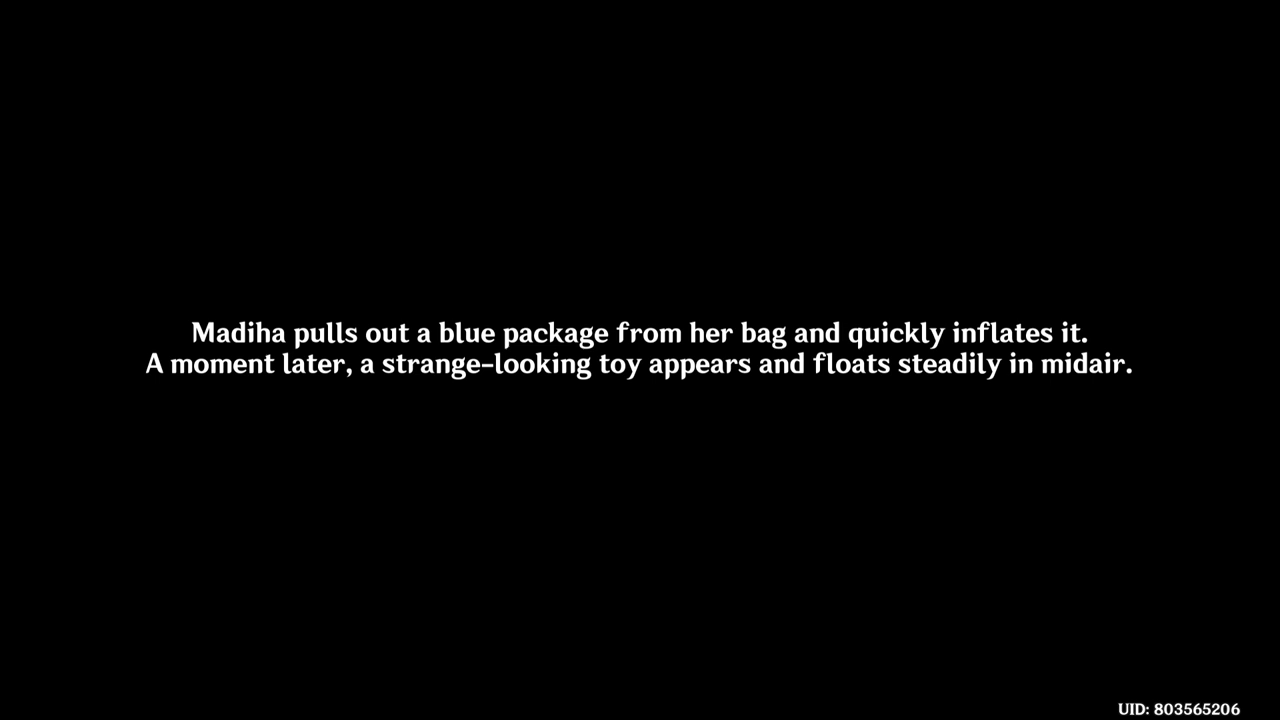 Madiha pulls out a blue package from her bag and quickly inflates it.
A moment later, a strange-looking toy appears and floats steadily in midair.
UID: 803565206